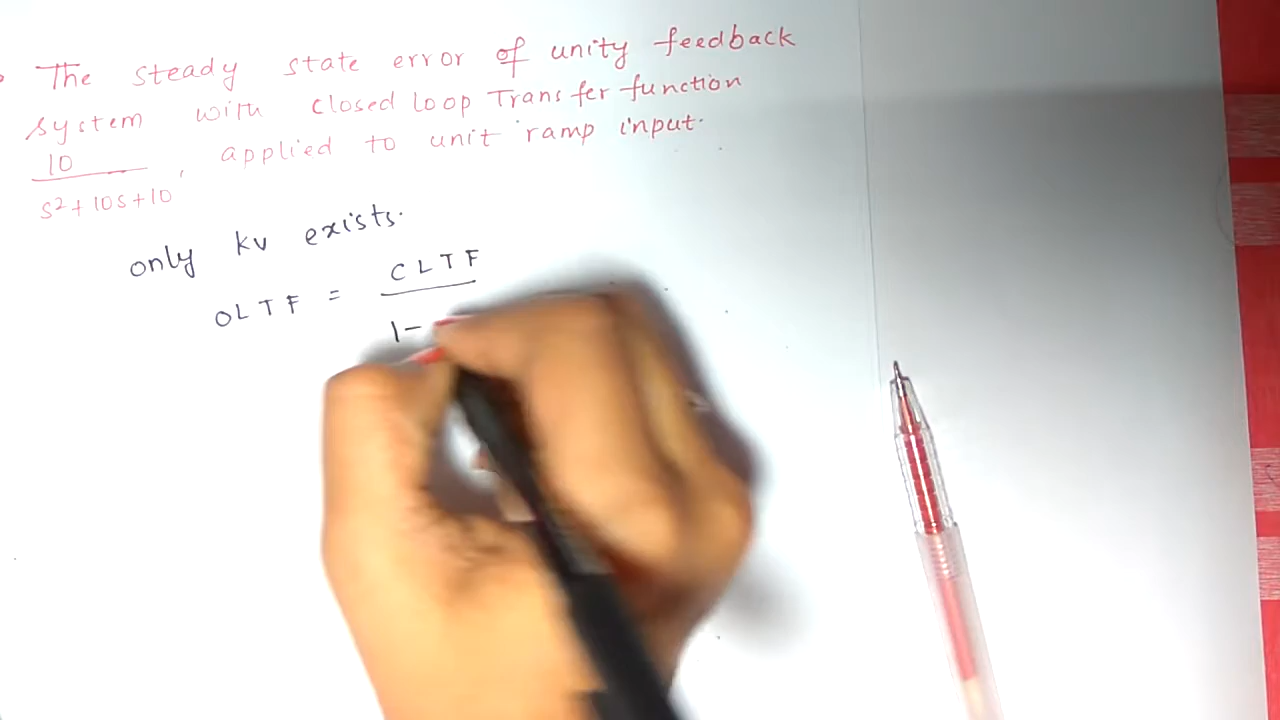 The steady state error of unity feedback
system with closed loop Transfer function
10
s²+10s+10, applied to unit ramp input.
only kv exists.
OLTF = CLTF
1-